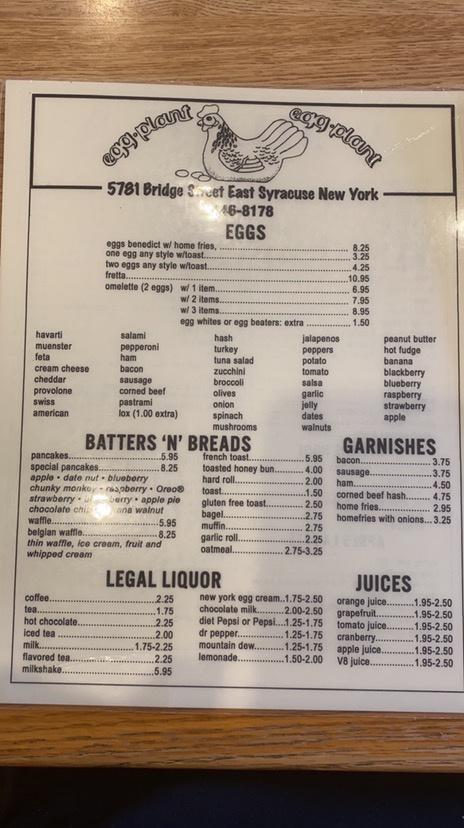 egg·plant
egg·plant
5781 Bridge Street East Syracuse New York
46-8178
EGGS
eggs benedict w/ home fries, ........ 8.25
one egg any style w/toast........ 3.25
two eggs any style w/toast........ 4.25
fretta........ 10.95
omelette (2 eggs) w/ 1 item........ 6.95
w/ 2 items........ 7.95
w/ 3 items........ 8.95
egg whites or egg beaters: extra ........ 1.50
havarti
muenster
feta
cream cheese
cheddar
provolone
swiss
american
salami
pepperoni
ham
bacon
sausage
corned beef
pastrami
lox (1.00 extra)
hash
turkey
tuna salad
zucchini
broccoli
olives
onion
spinach
mushrooms
jalapenos
peppers
potato
tomato
salsa
garlic
jelly
dates
walnuts
peanut butter
hot fudge
banana
blackberry
blueberry
raspberry
strawberry
apple
BATTERS 'N' BREADS
pancakes........5.95
special pancakes........8.25
apple • date nut • blueberry
chunky monkey • raspberry • Oreo®
strawberry • berry • apple pie
chocolate chip walnut
waffle........5.95
belgian waffle........8.25
thin waffle, ice cream, fruit and
whipped cream
french toast........5.95
toasted honey bun........ 4.00
hard roll........2.00
toast........1.50
gluten free toast........2.50
bagel........2.75
muffin........2.75
garlic roll........2.25
oatmeal........2.75-3.25
GARNISHES
bacon........ 3.75
sausage........3.75
ham........4.50
corned beef hash........ 4.75
home fries........ 2.95
homefries with onions... 3.25
LEGAL LIQUOR
coffee........2.25
tea........1.75
hot chocolate........2.25
iced tea ........2.00
milk........1.75-2.25
flavored tea........2.25
milkshake........5.95
new york egg cream..1.75-2.50
chocolate milk........2.00-2.50
diet Pepsi or Pepsi....1.25-1.75
dr pepper........1.25-1.75
mountain dew........1.25-1.75
lemonade........1.50-2.00
JUICES
orange juice........1.95-2.50
grapefruit........1.95-2.50
tomato juice........1.95-2.50
cranberry........1.95-2.50
apple juice........1.95-2.50
V8 juice........1.95-2.50